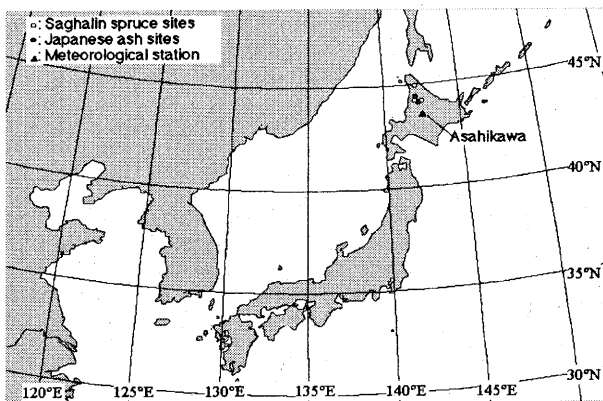 ▫: Saghalin spruce sites
•: Japanese ash sites
▲: Meteorological station
45°N
Asahikawa
40°N
35°N
30°N
120°E 125°E 130°E 135°E 140°E 145°E